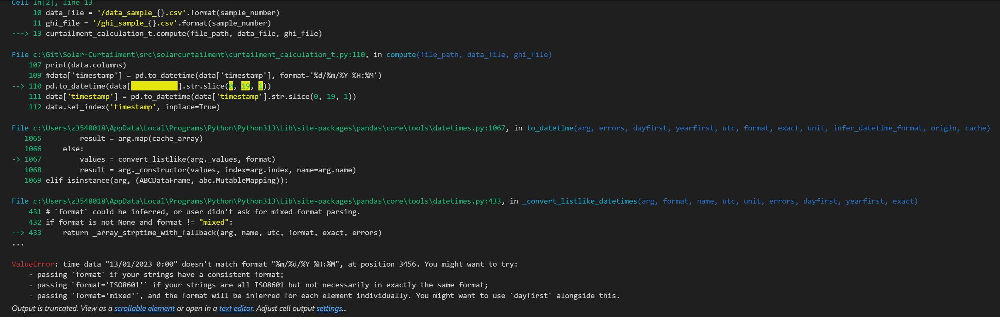 Cell In[2], line 13
10 data_file = '/data_sample_{}.csv'.format(sample_number)
11 ghi_file = '/ghi_sample_{}.csv'.format(sample_number)
---> 13 curtailment_calculation_t.compute(file_path, data_file, ghi_file)
File c:\Git\Solar-Curtailment\src\solarcurtailment\curtailment_calculation_t.py:110, in compute(file_path, data_file, ghi_file)
107 print(data.columns)
109 #data['timestamp'] = pd.to_datetime(data['timestamp'], format='%d/%m/%Y %H:%M')
--> 110 pd.to_datetime(data[ ].str.slice(0, 19, 1))
111 data['timestamp'] = pd.to_datetime(data['timestamp'].str.slice(0, 19, 1))
112 data.set_index('timestamp', inplace=True)
File c:\Users\z3548018\AppData\Local\Programs\Python\Python313\Lib\site-packages\pandas\core\tools\datetimes.py:1067, in to_datetime(arg, errors, dayfirst, yearfirst, utc, format, exact, unit, infer_datetime_format, origin, cache)
1065 result = arg.map(cache_array)
1066 else:
-> 1067 values = convert_listlike(arg._values, format)
1068 result = arg._constructor(values, index=arg.index, name=arg.name)
1069 elif isinstance(arg, (ABCDataFrame, abc.MutableMapping)):
File c:\Users\z3548018\AppData\Local\Programs\Python\Python313\Lib\site-packages\pandas\core\tools\datetimes.py:433, in _convert_listlike_datetimes(arg, format, name, utc, unit, errors, dayfirst, yearfirst, exact)
431 # `format` could be inferred, or user didn't ask for mixed-format parsing.
432 if format is not None and format != "mixed":
--> 433 return _array_strptime_with_fallback(arg, name, utc, format, exact, errors)
...
ValueError: time data "13/01/2023 0:00" doesn't match format "%m/%d/%Y %H:%M", at position 3456. You might want to try:
- passing `format` if your strings have a consistent format;
- passing `format='ISO8601'` if your strings are all ISO8601 but not necessarily in exactly the same format;
- passing `format='mixed'`, and the format will be inferred for each element individually. You might want to use `dayfirst` alongside this.
Output is truncated. View as a scrollable element or open in a text editor. Adjust cell output settings...